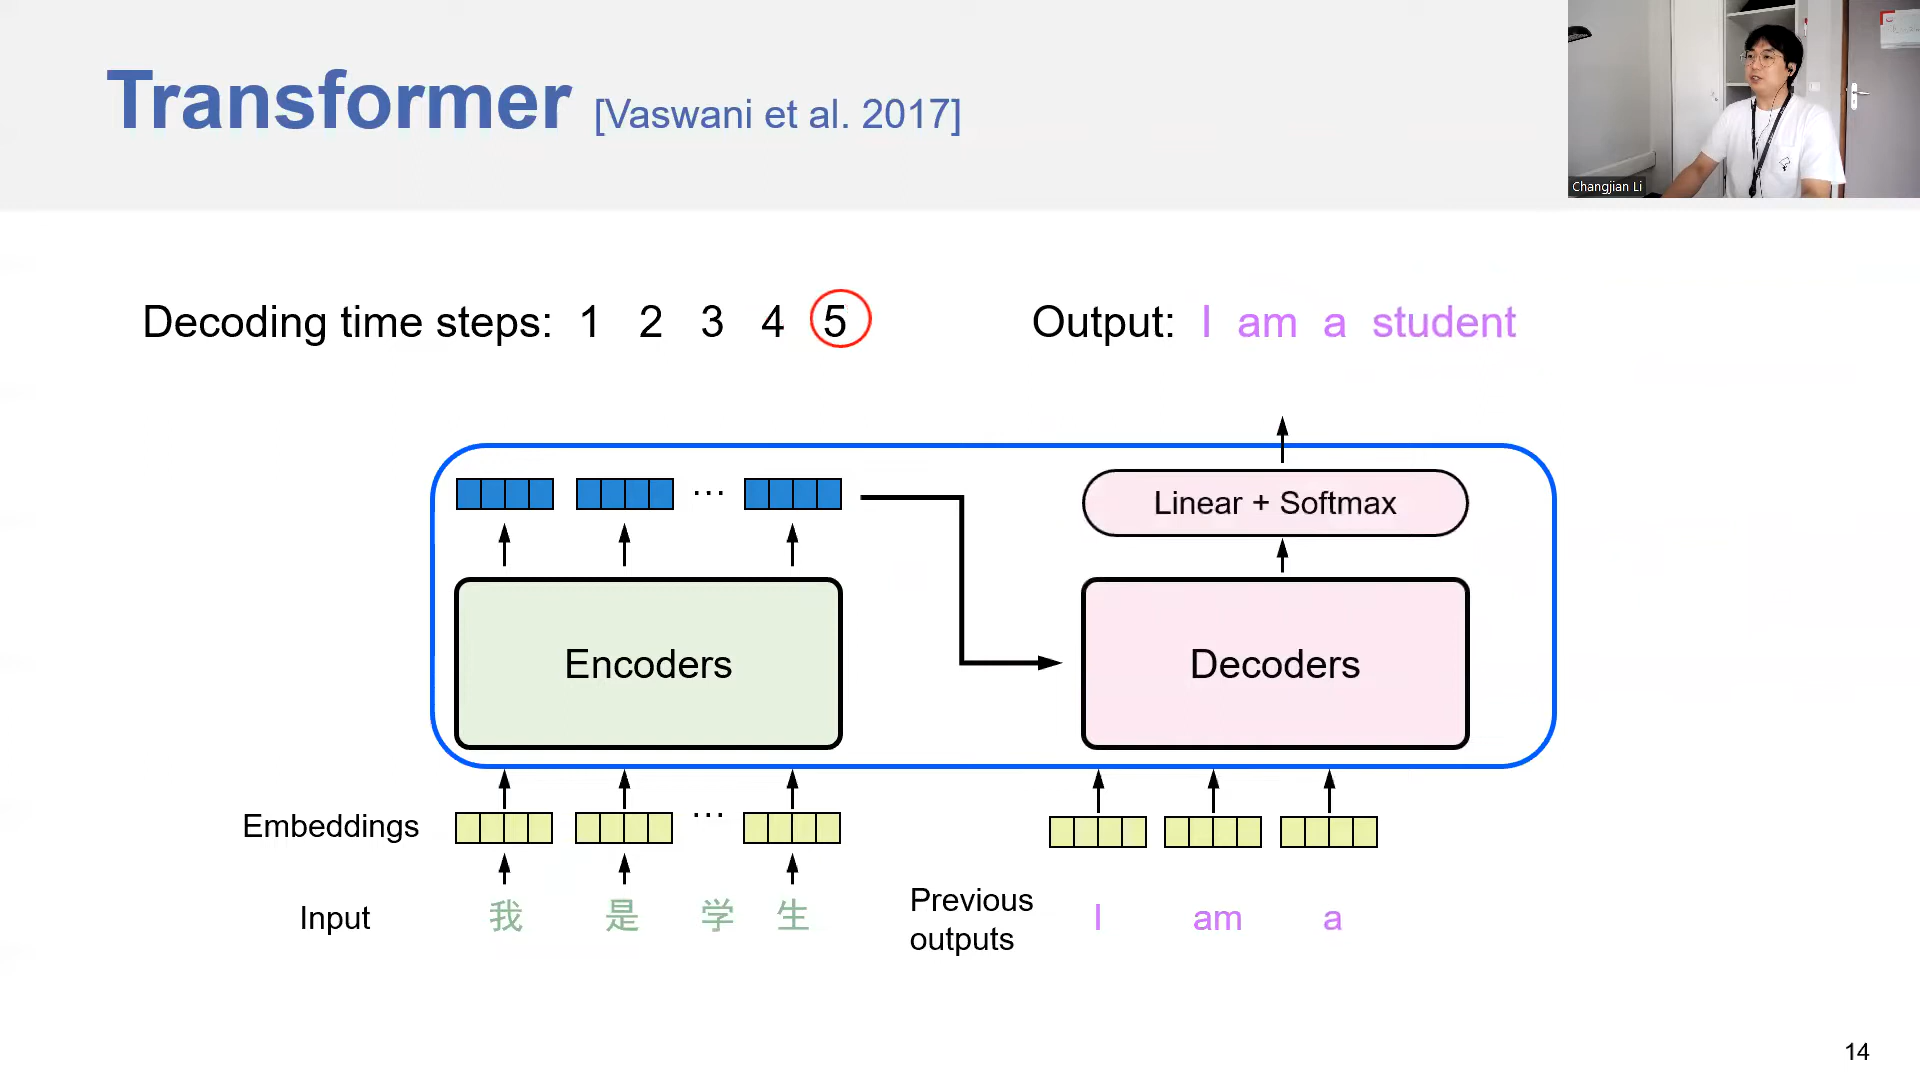 Transformer [Vaswani et al. 2017]
Changjian Li
Decoding time steps: 1 2 3 4 5
Output: I am a student
...
Linear + Softmax
Encoders
Decoders
Embeddings
...
Input
我 是 学 生
Previous
outputs
I am a
14